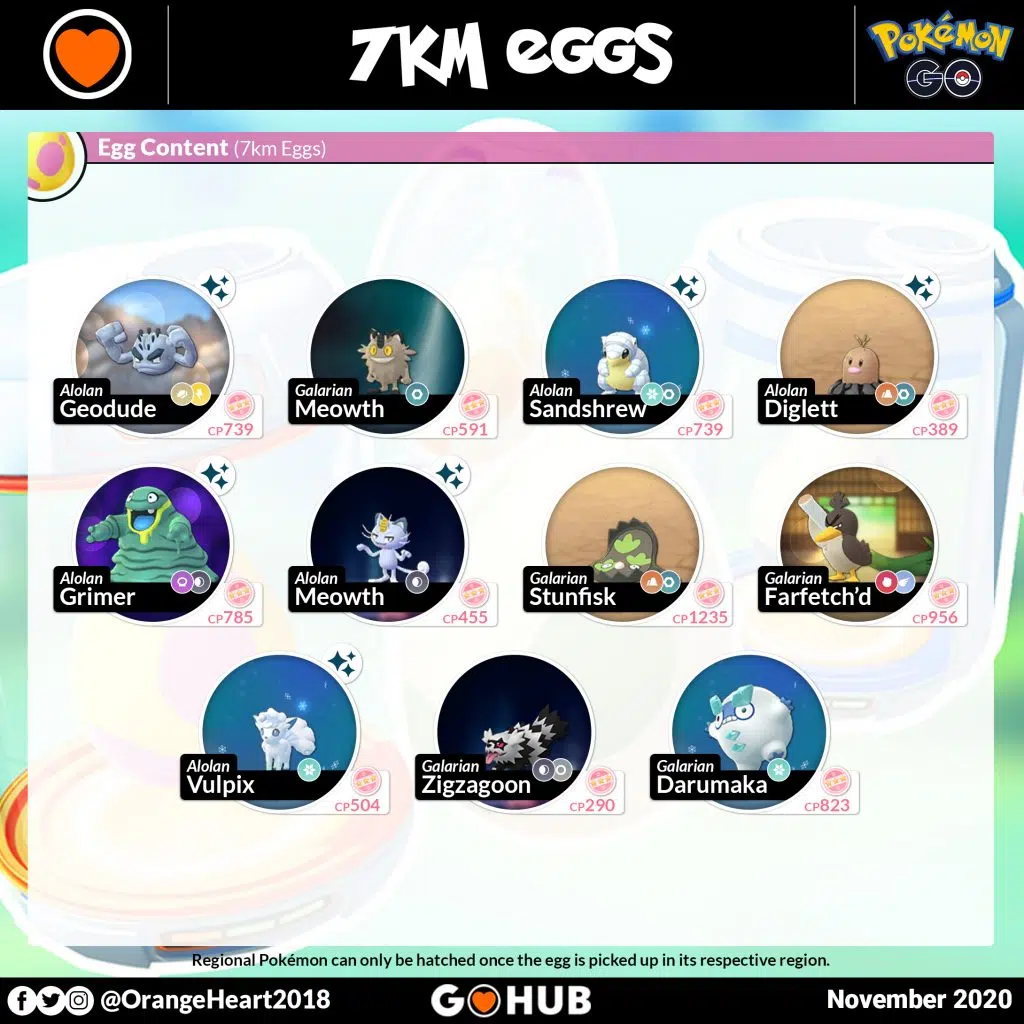 7KM EGGS
POKÉMON
GO
Egg Content (7km Eggs)
Alolan
Geodude
CP739
Galarian
Meowth
CP591
Alolan
Sandshrew
CP739
Alolan
Diglett
CP389
Alolan
Grimer
CP785
Alolan
Meowth
CP455
Galarian
Stunfisk
CP1235
Galarian
Farfetch'd
CP956
Alolan
Vulpix
CP504
Galarian
Zigzagoon
CP290
Galarian
Darumaka
CP823
Regional Pokémon can only be hatched once the egg is picked up in its respective region.
@OrangeHeart2018
GOHUB
November 2020